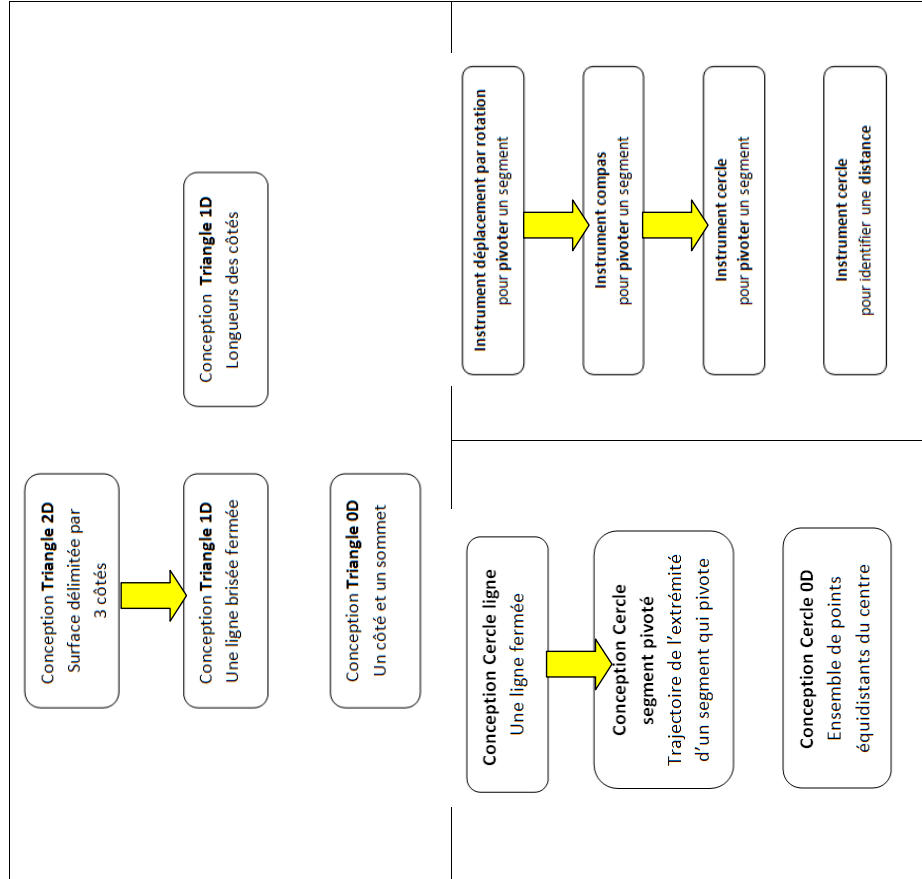 Conception Triangle 2D
Surface délimitée par
3 côtés
Conception Triangle 1D
Une ligne brisée fermée
Conception Triangle 0D
Un côté et un sommet
Conception Triangle 1D
Longueurs des côtés
Conception Cercle ligne
Une ligne fermée
Conception Cercle
segment pivoté
Trajectoire de l'extrémité
d'un segment qui pivote
Conception Cercle 0D
Ensemble de points
équidistants du centre
Instrument déplacement par rotation
pour pivoter un segment
Instrument compas
pour pivoter un segment
Instrument cercle
pour pivoter un segment
Instrument cercle
pour identifier une distance